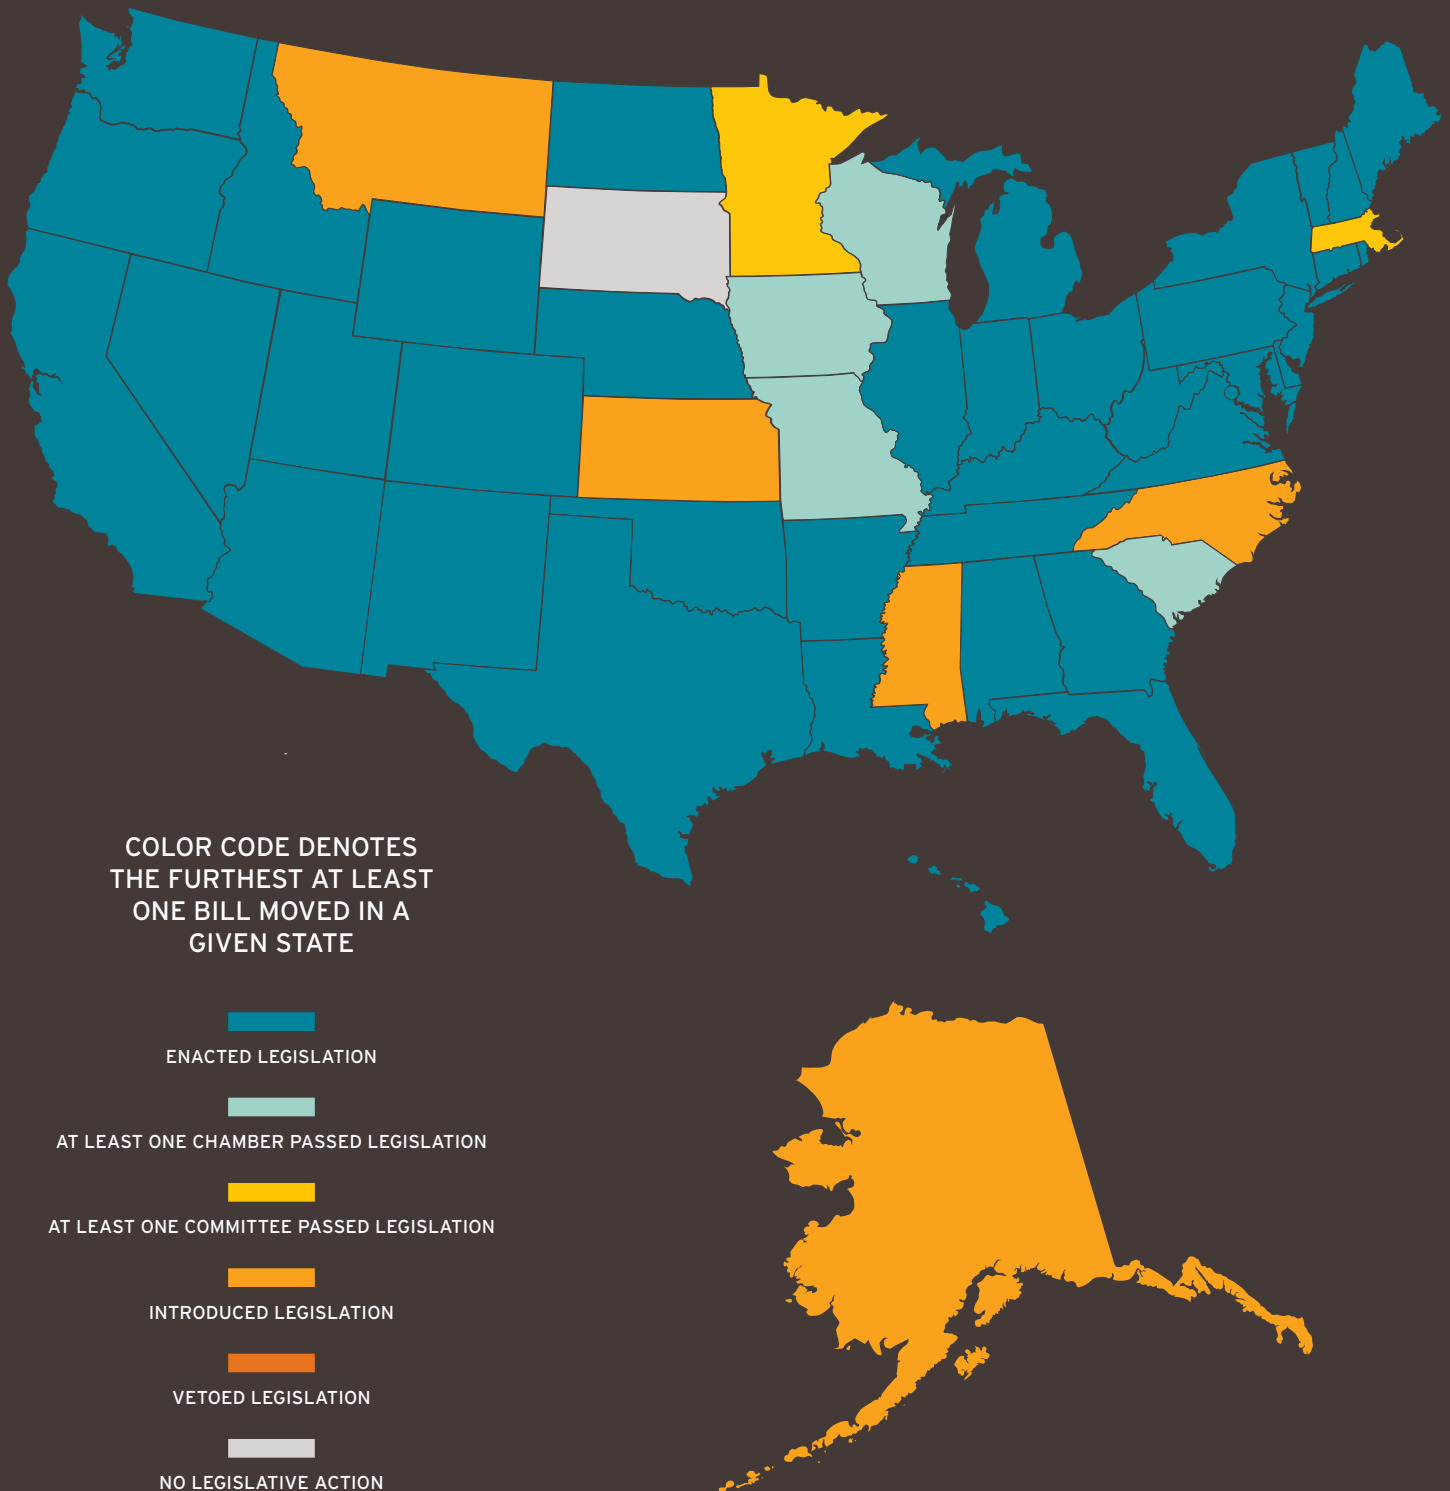 COLOR CODE DENOTES
THE FURTHEST AT LEAST
ONE BILL MOVED IN A
GIVEN STATE
ENACTED LEGISLATION
AT LEAST ONE CHAMBER PASSED LEGISLATION
AT LEAST ONE COMMITTEE PASSED LEGISLATION
INTRODUCED LEGISLATION
VETOED LEGISLATION
NO LEGISLATIVE ACTION